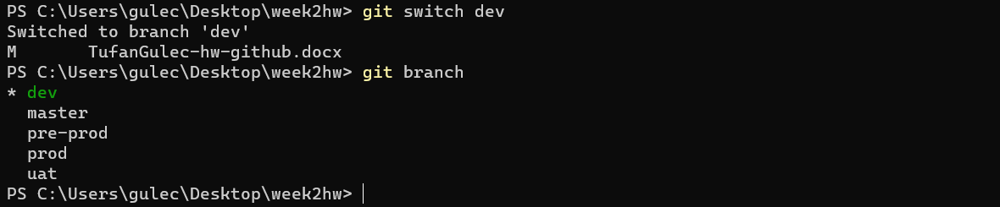 PS C:\Users\gulec\Desktop\week2hw> git switch dev
Switched to branch 'dev'
M       TufanGulec-hw-github.docx
PS C:\Users\gulec\Desktop\week2hw> git branch
* dev
  master
  pre-prod
  prod
  uat
PS C:\Users\gulec\Desktop\week2hw>